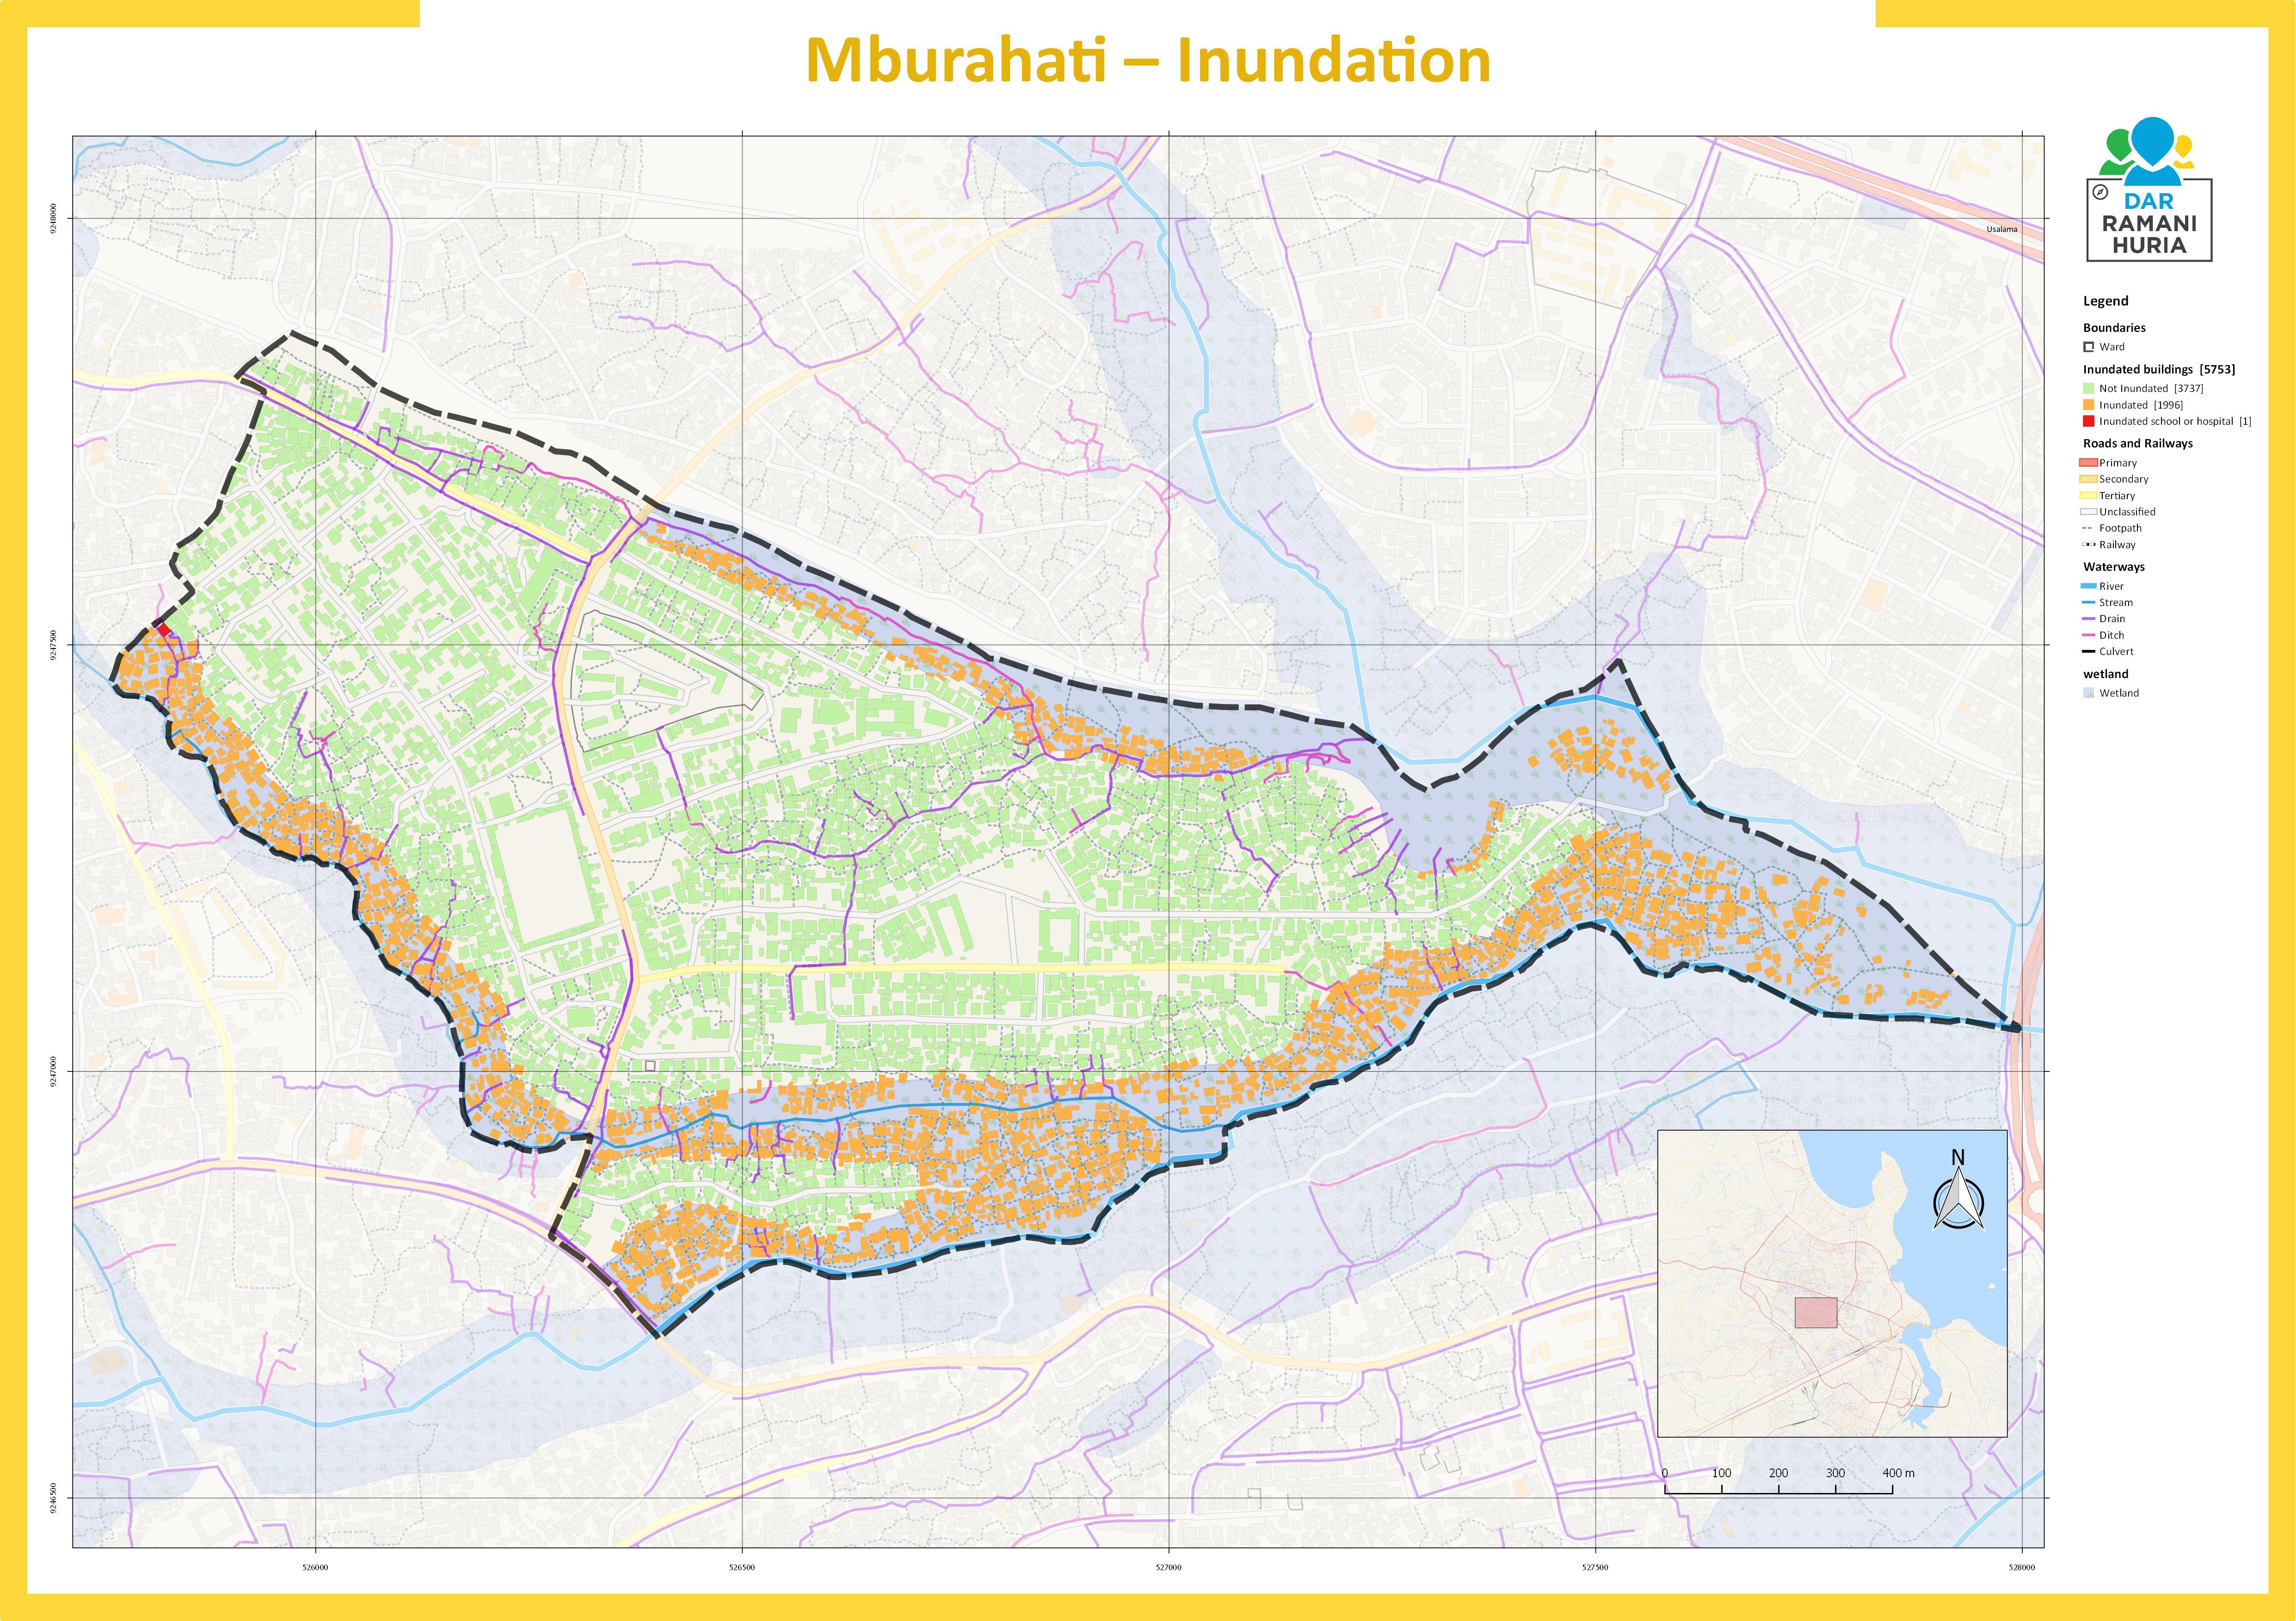 Mburahati – Inundation
DAR
RAMANI
HURIA
Legend
Boundaries
Ward
Inundated buildings [5753]
Not Inundated [3737]
Inundated [1996]
Inundated school or hospital [1]
Roads and Railways
Primary
Secondary
Tertiary
Unclassified
Footpath
Railway
Waterways
River
Stream
Drain
Ditch
Culvert
wetland
Wetland
Usalama
9248000
9247500
9247000
9246500
N
0 100 200 300 400 m
526000 526500 527000 527500 528000